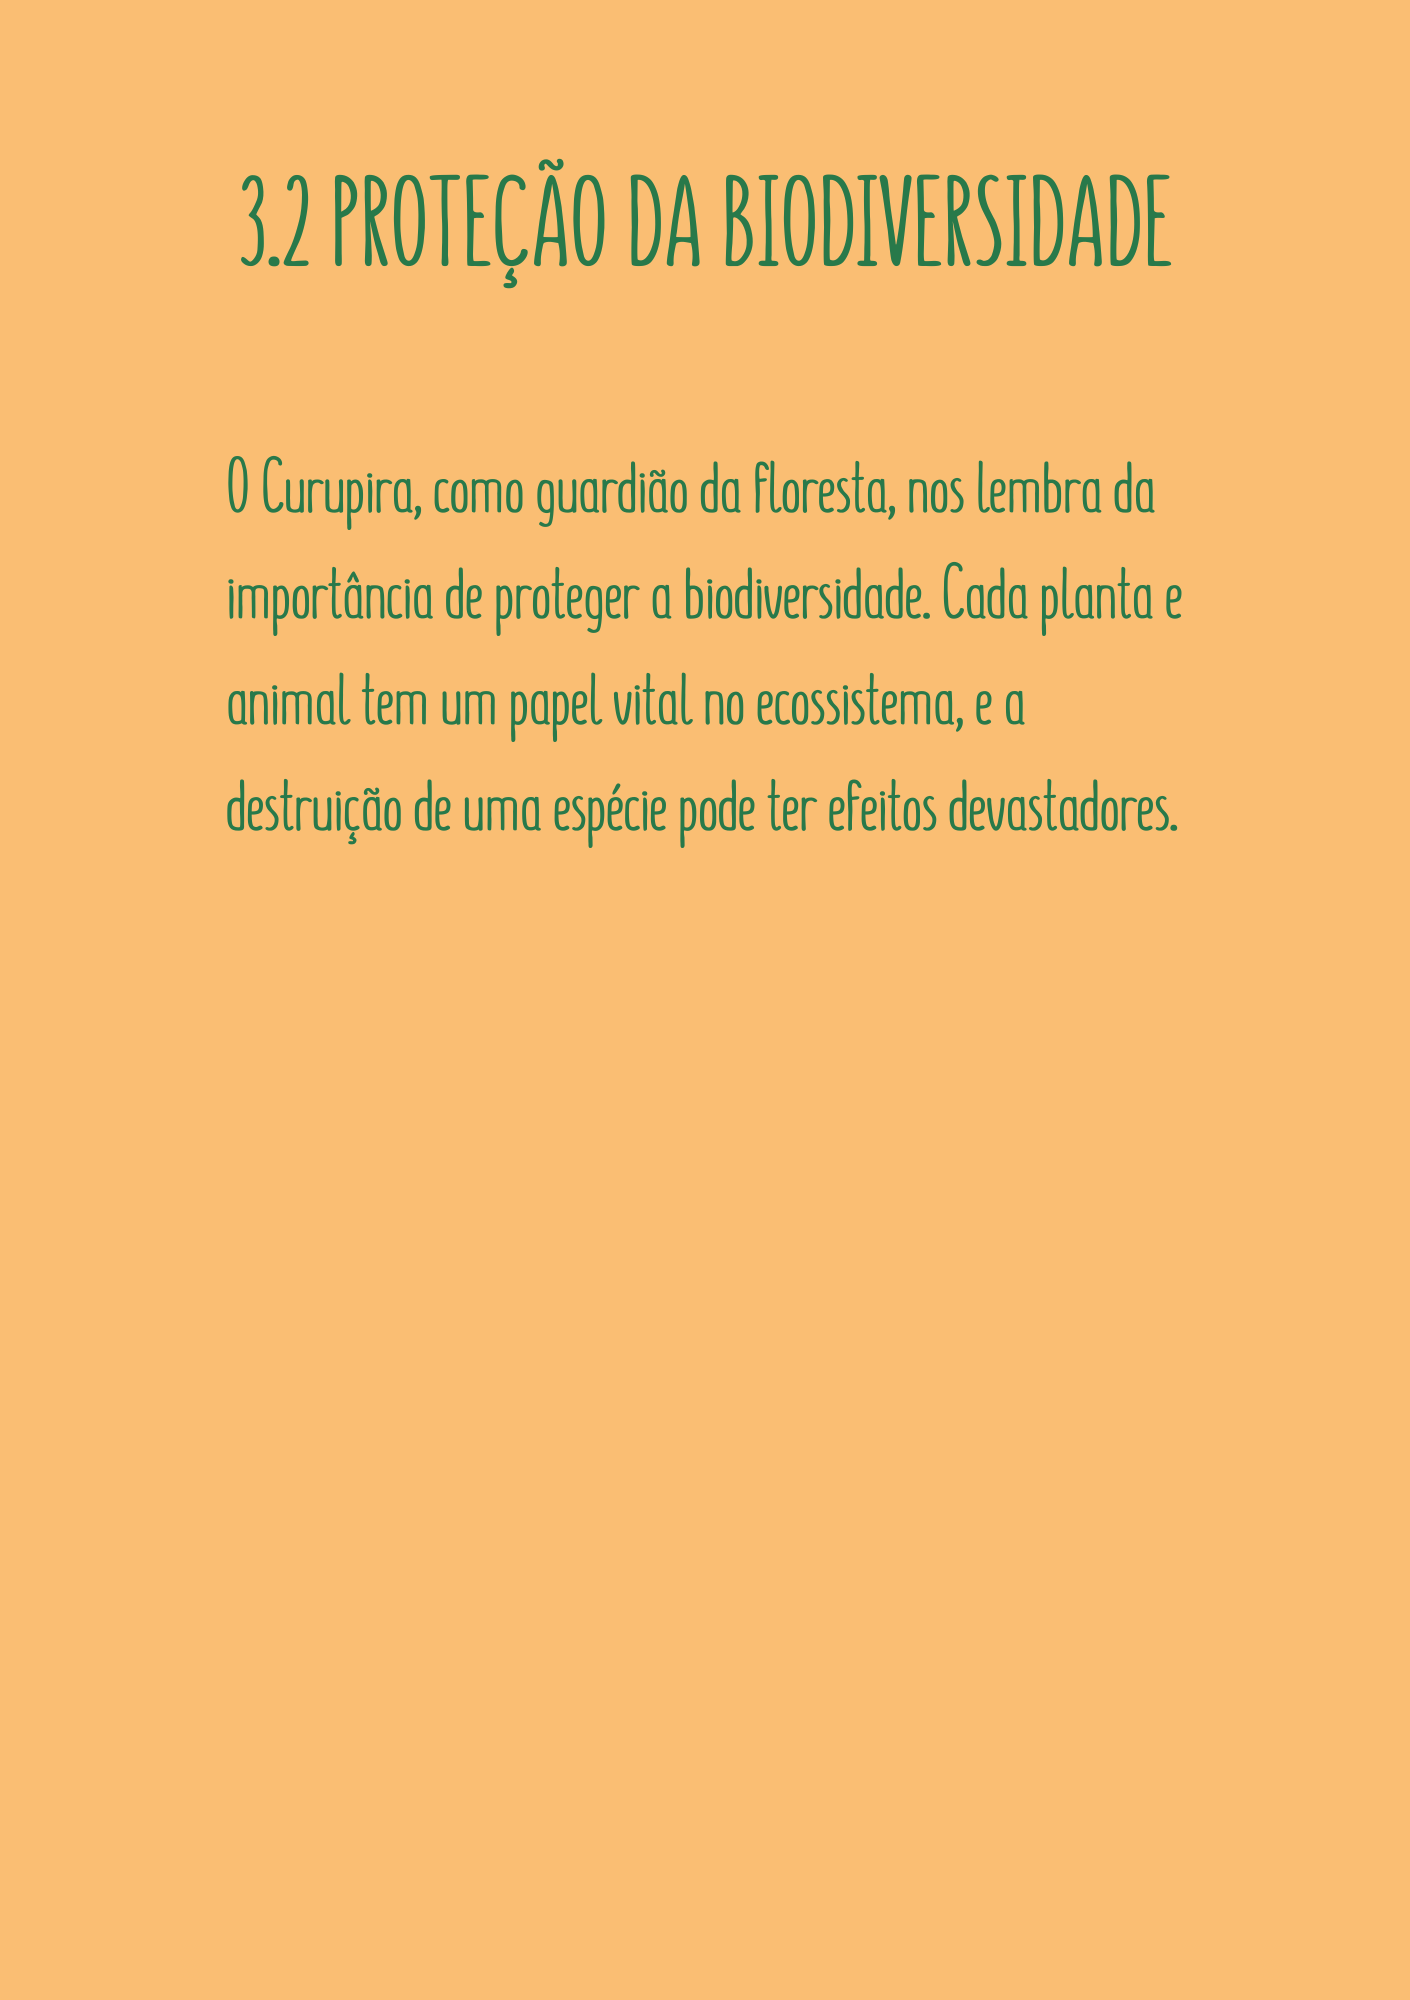 3.2 PROTEÇÃO DA BIODIVERSIDADE
O Curupira, como guardião da floresta, nos lembra da
importância de proteger a biodiversidade. Cada planta e
animal tem um papel vital no ecossistema, e a
destruição de uma espécie pode ter efeitos devastadores.